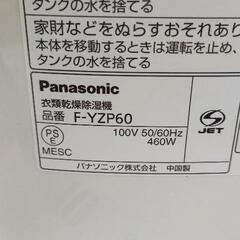 タンクの水を捨てる
家財などをぬらすおそれあり
本体を移動するときは運転を止め、
タンクの水を捨てる
Panasonic
衣類乾燥除湿機
品番 F-YZP60
PS
E
MESC
100V 50/60Hz
460W
S
JET
パナソニック株式会社 中国製